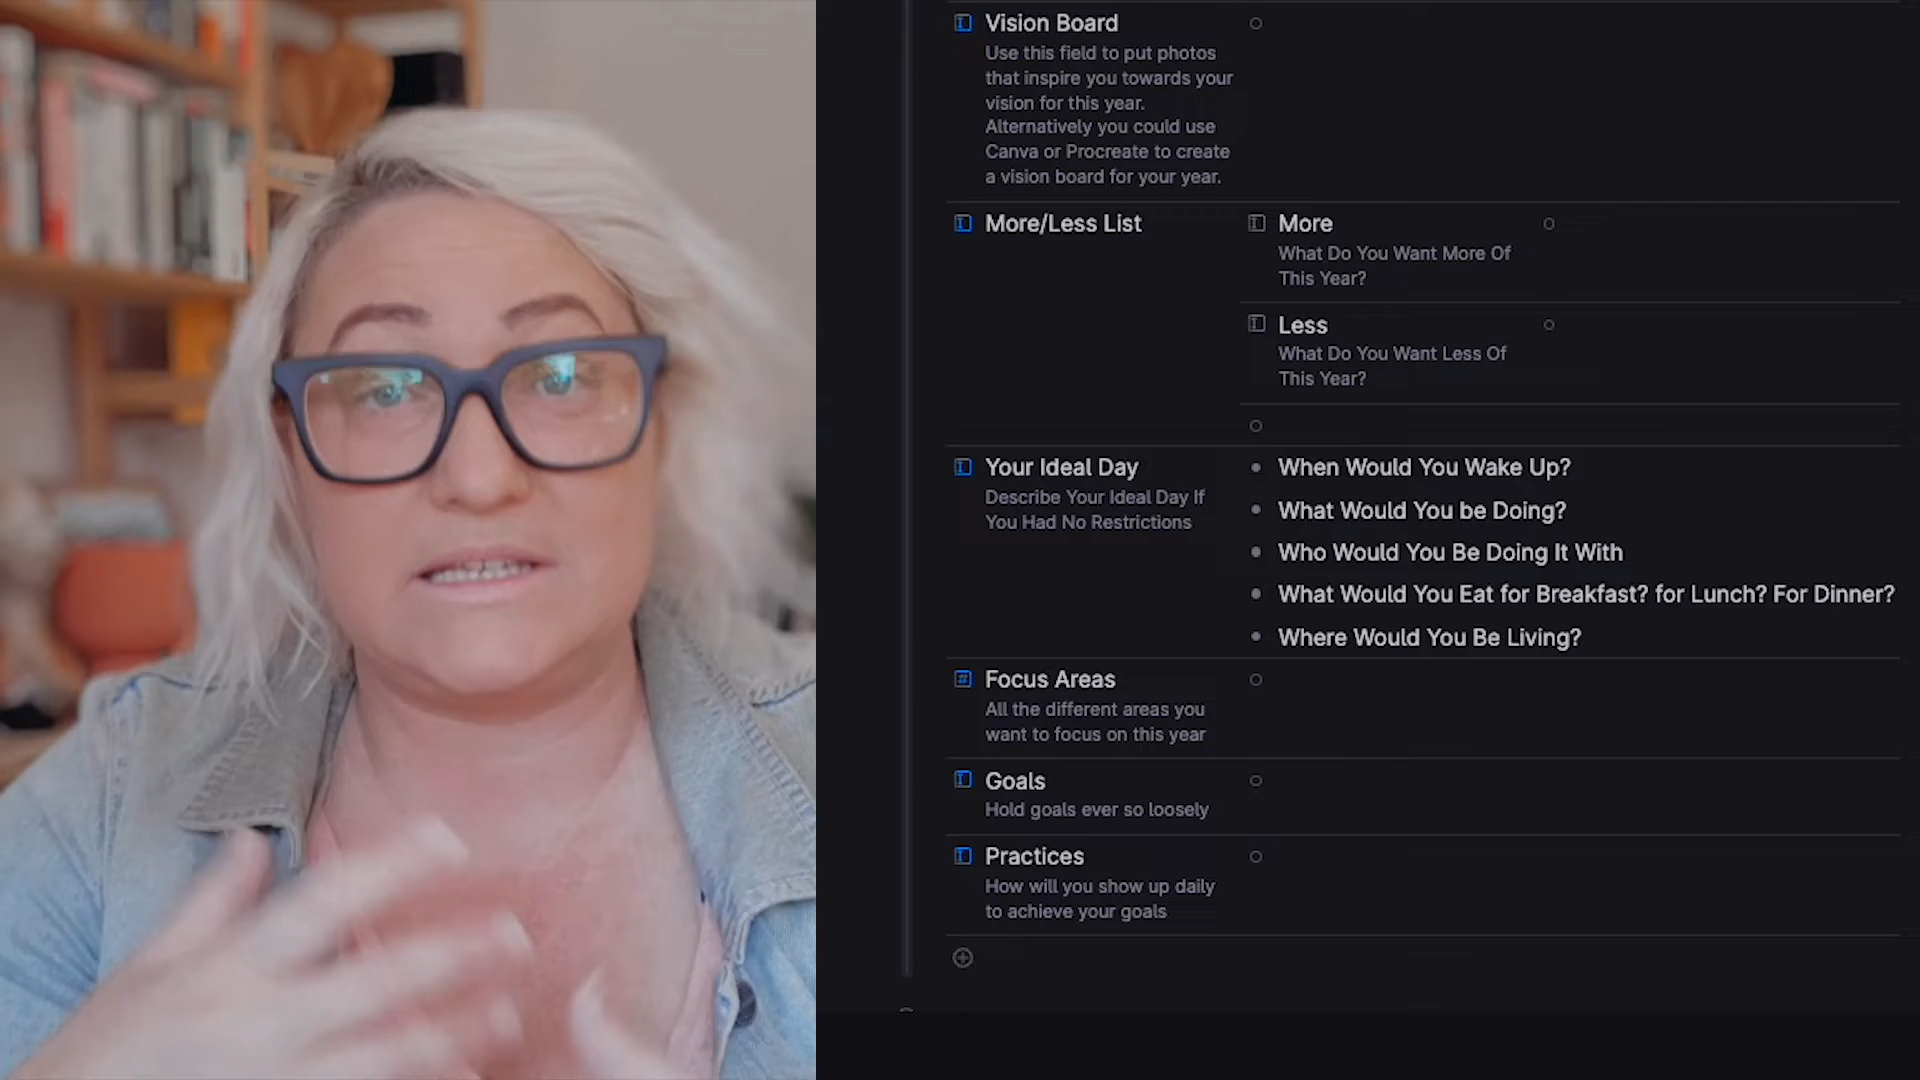 Vision Board
Use this field to put photos
that inspire you towards your
vision for this year.
Alternatively you could use
Canva or Procreate to create
a vision board for your year.
More/Less List
More
What Do You Want More Of
This Year?
Less
What Do You Want Less Of
This Year?
Your Ideal Day
Describe Your Ideal Day If
You Had No Restrictions
When Would You Wake Up?
What Would You be Doing?
Who Would You Be Doing It With
What Would You Eat for Breakfast? for Lunch? For Dinner?
Where Would You Be Living?
Focus Areas
All the different areas you
want to focus on this year
Goals
Hold goals ever so loosely
Practices
How will you show up daily
to achieve your goals